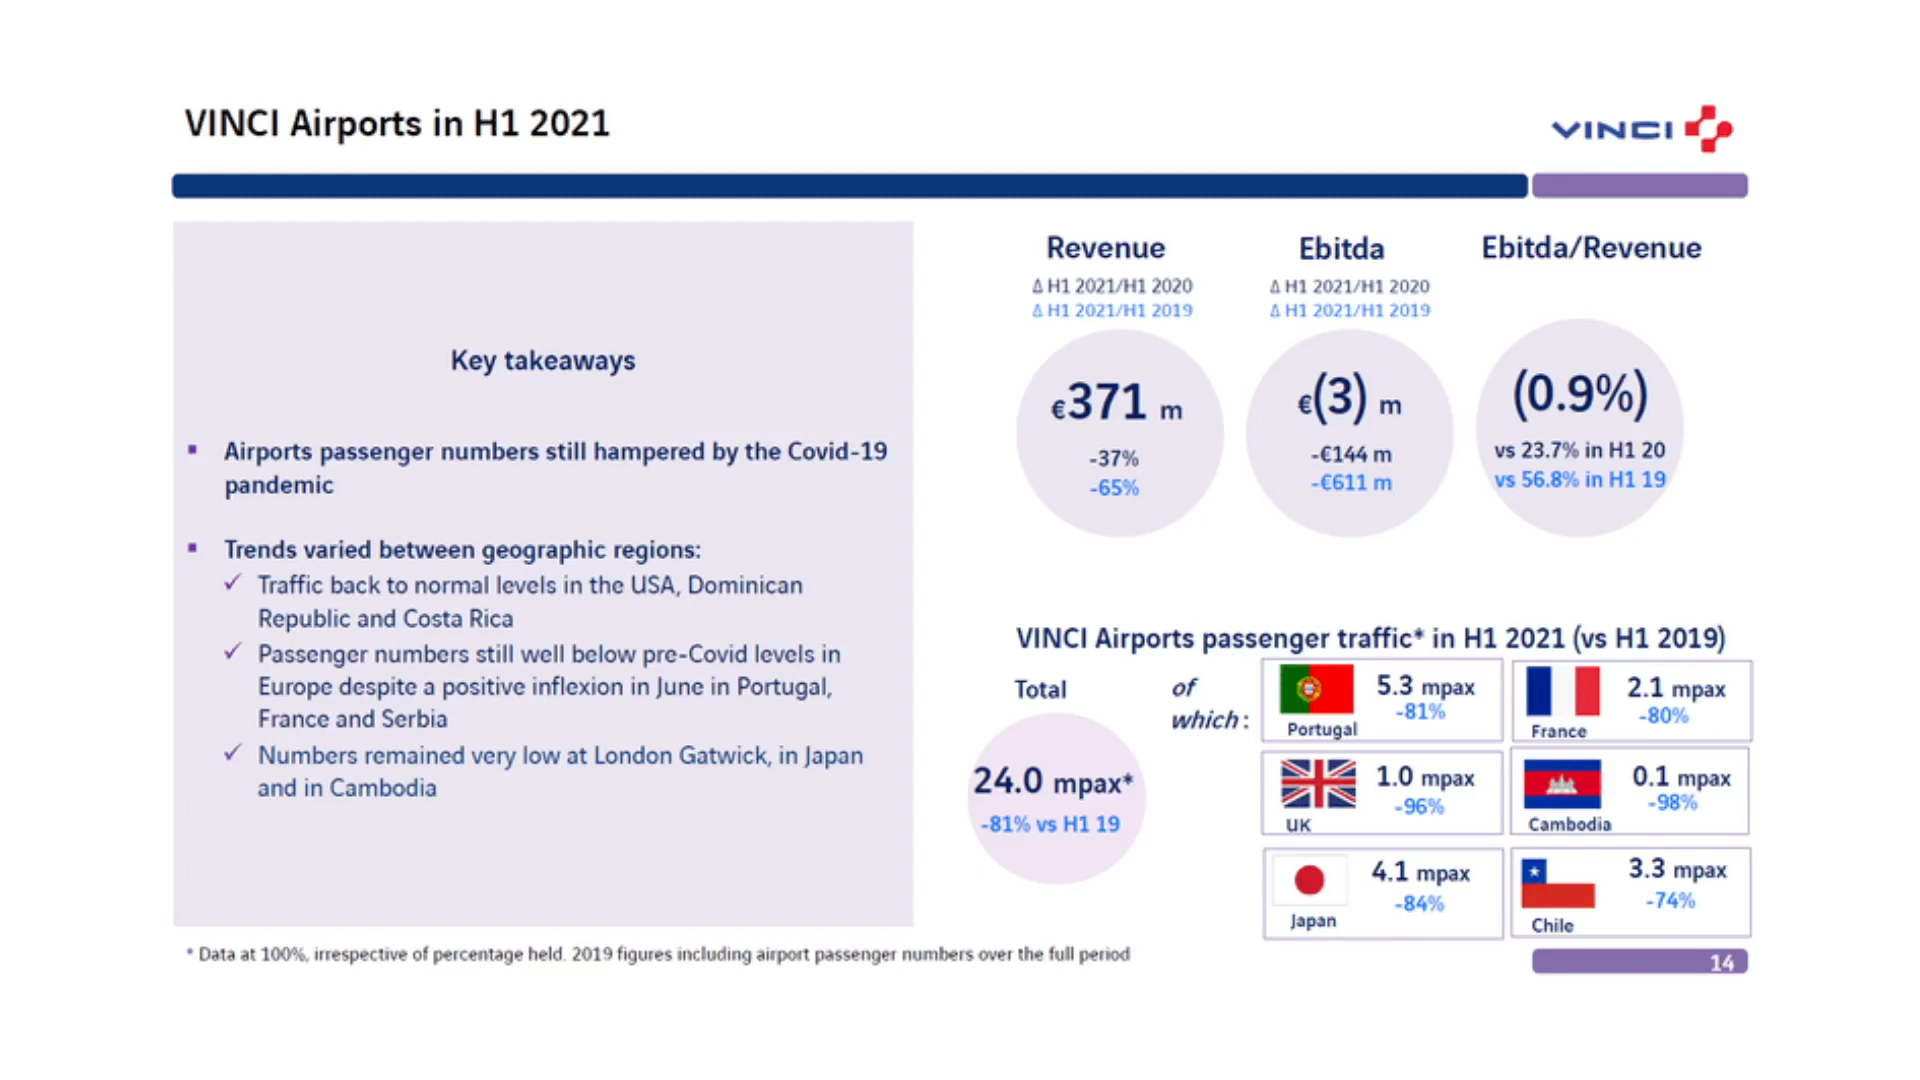 VINCI Airports in H1 2021
VINCI
Key takeaways
▪ Airports passenger numbers still hampered by the Covid-19
pandemic
▪ Trends varied between geographic regions:
✓ Traffic back to normal levels in the USA, Dominican
Republic and Costa Rica
✓ Passenger numbers still well below pre-Covid levels in
Europe despite a positive inflexion in June in Portugal,
France and Serbia
✓ Numbers remained very low at London Gatwick, in Japan
and in Cambodia
Revenue
Δ H1 2021/H1 2020
Δ H1 2021/H1 2019
€371 m
-37%
-65%
Ebitda
Δ H1 2021/H1 2020
Δ H1 2021/H1 2019
€(3) m
-€144 m
-€611 m
Ebitda/Revenue
(0.9%)
vs 23.7% in H1 20
vs 56.8% in H1 19
VINCI Airports passenger traffic* in H1 2021 (vs H1 2019)
Total
24.0 mpax*
-81% vs H1 19
of
which:
5.3 mpax
-81%
Portugal
2.1 mpax
-80%
France
1.0 mpax
-96%
UK
0.1 mpax
-98%
Cambodia
4.1 mpax
-84%
Japan
3.3 mpax
-74%
Chile
* Data at 100%, irrespective of percentage held. 2019 figures including airport passenger numbers over the full period
14